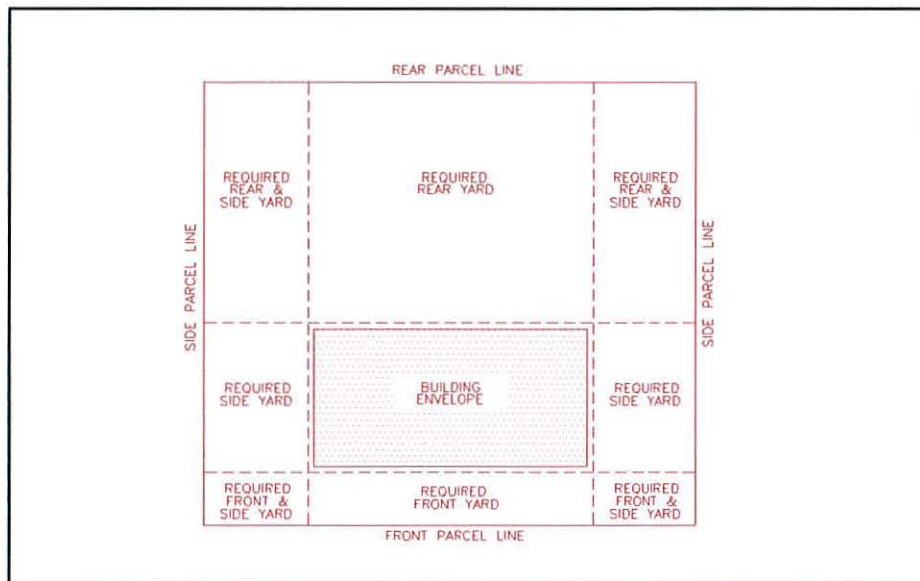 REAR PARCEL LINE
REQUIRED
REAR &
SIDE YARD
REQUIRED
REAR YARD
REQUIRED
REAR &
SIDE YARD
SIDE PARCEL LINE
SIDE PARCEL LINE
REQUIRED
SIDE YARD
BUILDING
ENVELOPE
REQUIRED
SIDE YARD
REQUIRED
FRONT &
SIDE YARD
REQUIRED
FRONT YARD
REQUIRED
FRONT &
SIDE YARD
FRONT PARCEL LINE